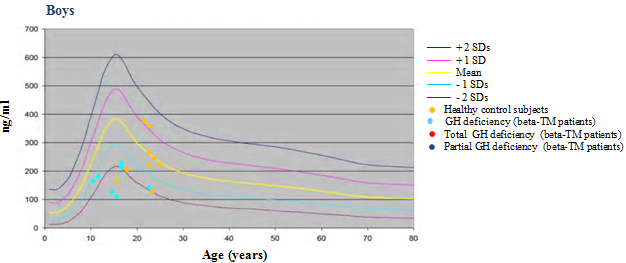 Boys
ng/ml
700
600
500
400
300
200
100
0
0 10 20 30 40 50 60 70 80
Age (years)
+2 SDs
+1 SD
Mean
- 1 SDs
- 2 SDs
Healthy control subjects
GH deficiency (beta-TM patients)
Total GH deficiency (beta-TM patients)
Partial GH deficiency (beta-TM patients)